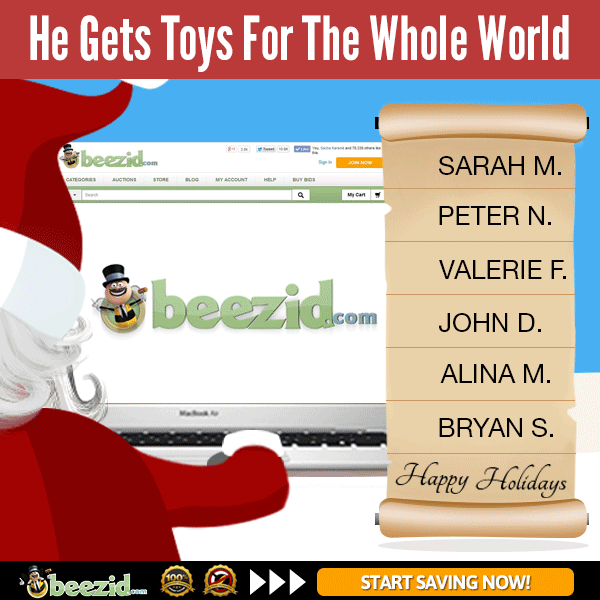 He Gets Toys For The Whole World
beezid.com
Sign in
JOIN NOW
CATEGORIES AUCTIONS STORE BLOG MY ACCOUNT HELP BUY BIDS
Search
My Cart
beezid.com
MacBook Air
SARAH M.
PETER N.
VALERIE F.
JOHN D.
ALINA M.
BRYAN S.
Happy Holidays
beezid.com
100%
START SAVING NOW!